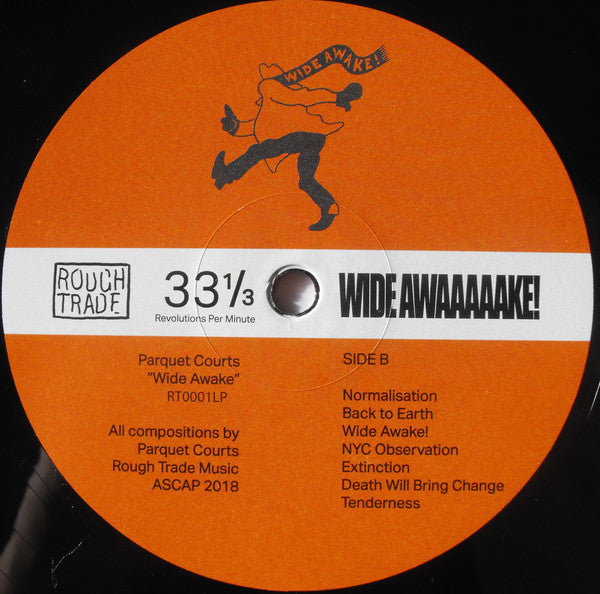 WIDE AWAKE!
ROUGH
TRADE
33⅓
Revolutions Per Minute
WIDE AWAAAAAKE!
Parquet Courts
"Wide Awake"
RT0001LP
All compositions by
Parquet Courts
Rough Trade Music
ASCAP 2018
SIDE B
Normalisation
Back to Earth
Wide Awake!
NYC Observation
Extinction
Death Will Bring Change
Tenderness